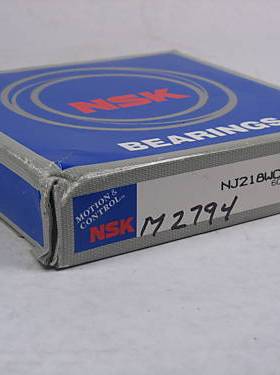 NSK
BEARINGS
MOTION &
CONTROL
NSK
M2794
NJ218WC